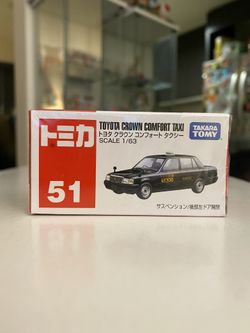 トミカ
51
TOYOTA CROWN COMFORT TAXI
トヨタ クラウン コンフォート タクシー
SCALE 1/63
TAKARA
TOMY
サスペンション/後部左ドア開閉